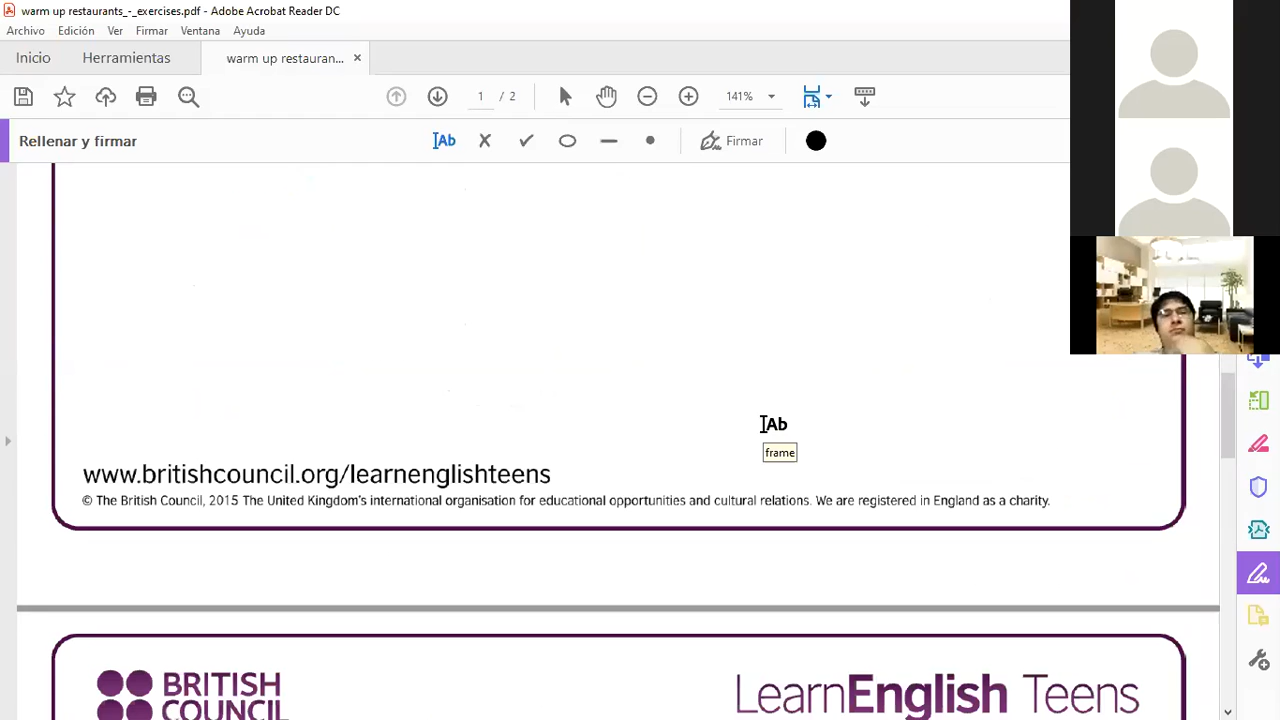 warm up restaurants_-_exercises.pdf - Adobe Acrobat Reader DC
Archivo Edición Ver Firmar Ventana Ayuda
Inicio Herramientas warm up restauran... ×
1 / 2 141%
Rellenar y firmar Ab Firmar
Ab
frame
www.britishcouncil.org/learnenglishteens
© The British Council, 2015 The United Kingdom's international organisation for educational opportunities and cultural relations. We are registered in England as a charity.
BRITISH
COUNCIL
LearnEnglish Teens